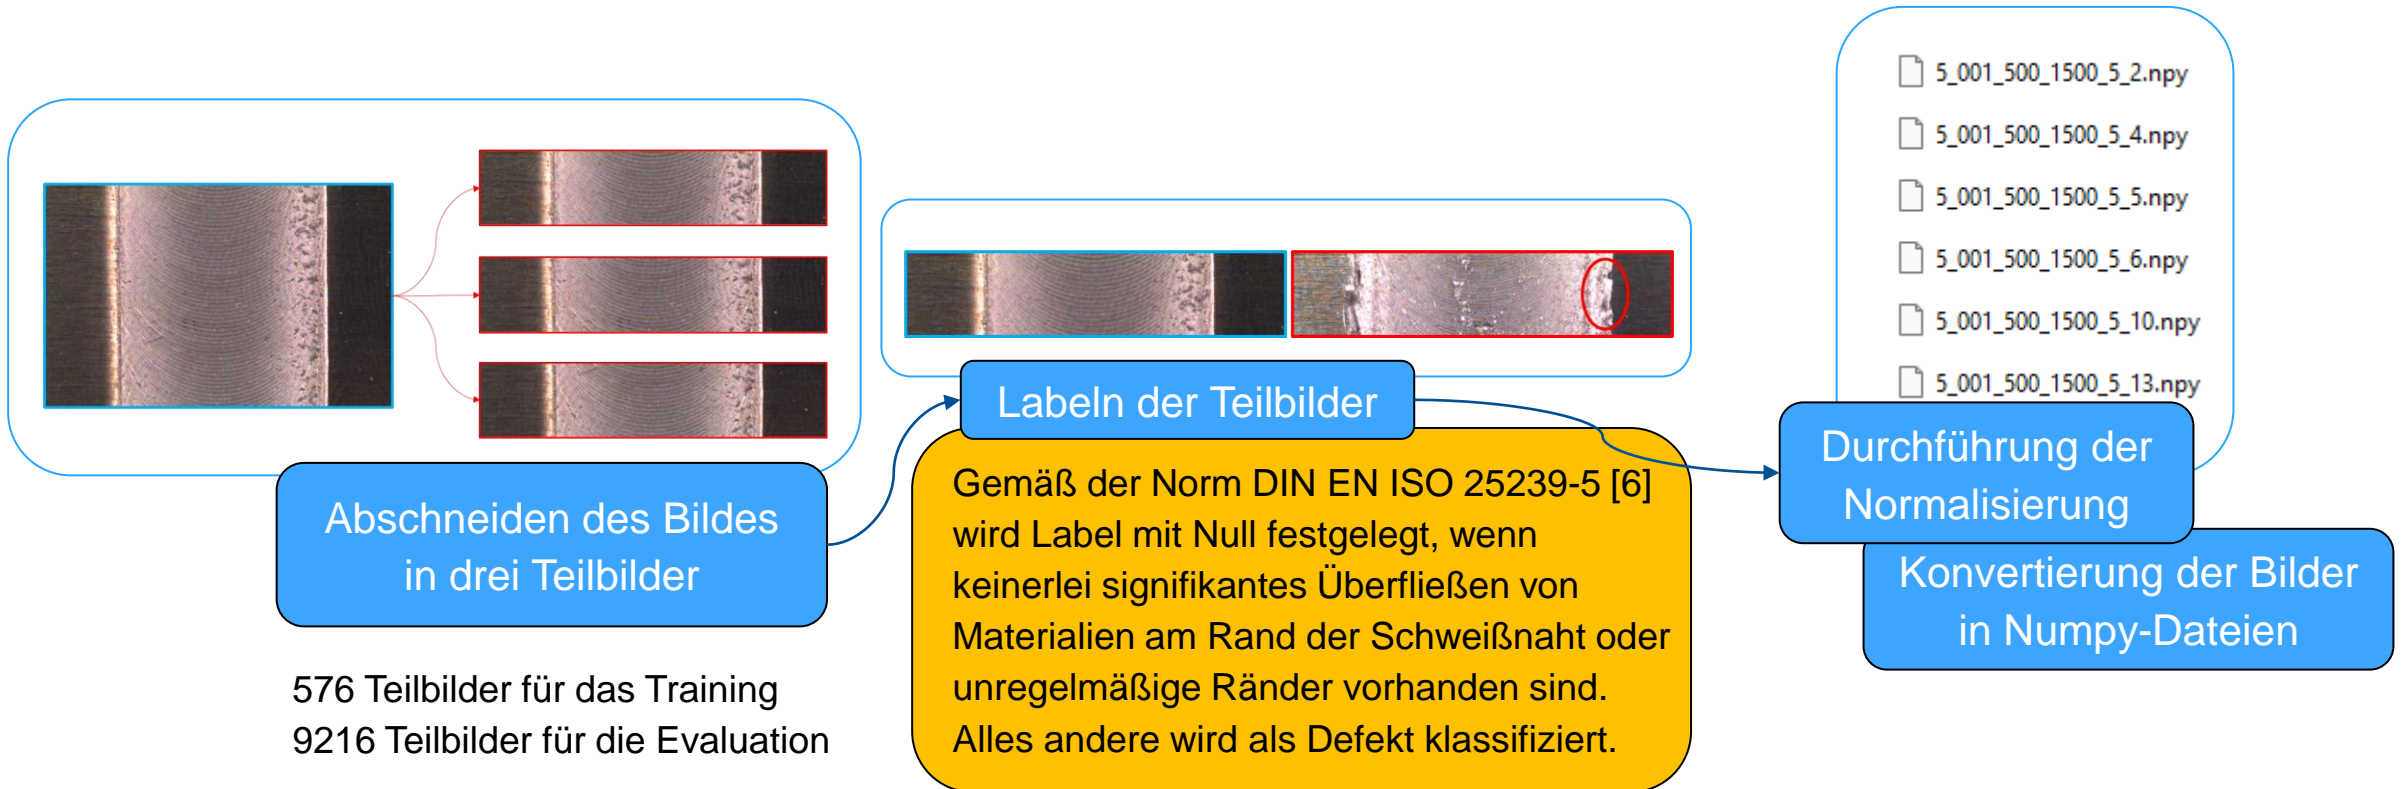 Abschneiden des Bildes
in drei Teilbilder
576 Teilbilder für das Training
9216 Teilbilder für die Evaluation
Labeln der Teilbilder
Gemäß der Norm DIN EN ISO 25239-5 [6]
wird Label mit Null festgelegt, wenn
keinerlei signifikantes Überfließen von
Materialien am Rand der Schweißnaht oder
unregelmäßige Ränder vorhanden sind.
Alles andere wird als Defekt klassifiziert.
5_001_500_1500_5_2.npy
5_001_500_1500_5_4.npy
5_001_500_1500_5_5.npy
5_001_500_1500_5_6.npy
5_001_500_1500_5_10.npy
5_001_500_1500_5_13.npy
Durchführung der
Normalisierung
Konvertierung der Bilder
in Numpy-Dateien